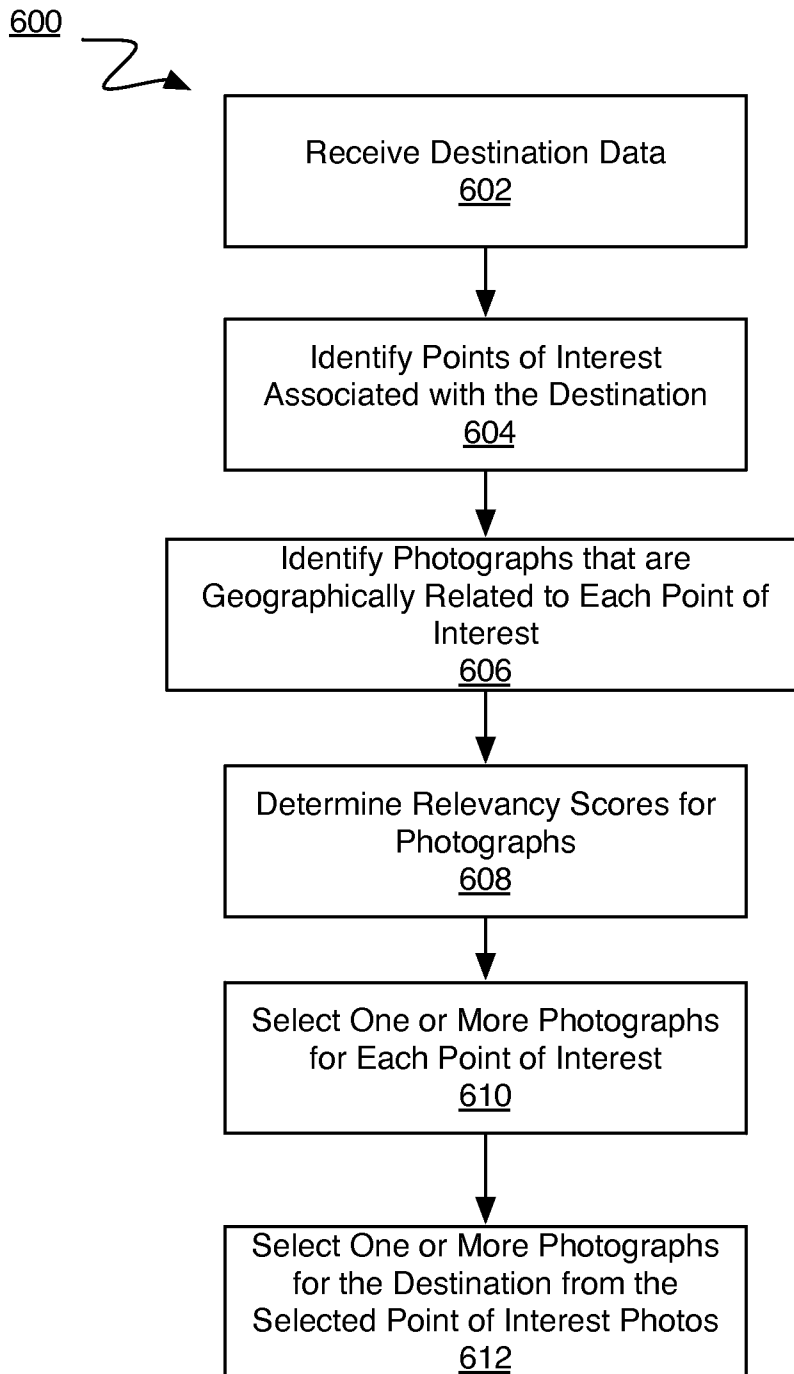 600
Receive Destination Data
602
Identify Points of Interest
Associated with the Destination
604
Identify Photographs that are
Geographically Related to Each Point of
Interest
606
Determine Relevancy Scores for
Photographs
608
Select One or More Photographs
for Each Point of Interest
610
Select One or More Photographs
for the Destination from the
Selected Point of Interest Photos
612